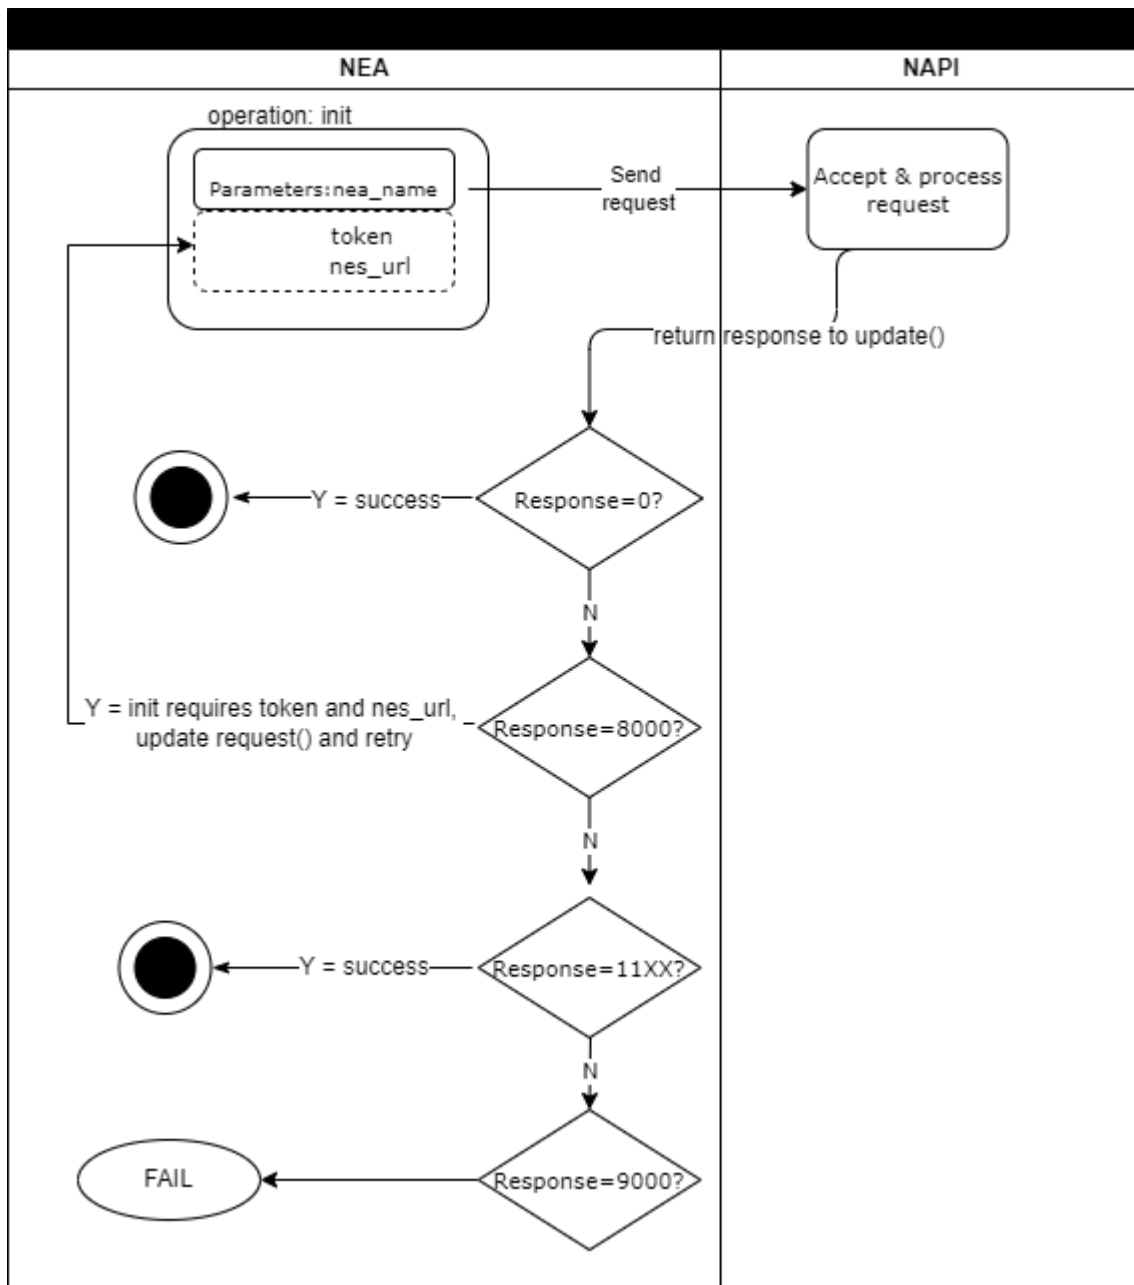 NEA
NAPI
operation: init
Parameters:nea_name
token
nes_url
Send
request
Accept & process
request
return response to update()
Response=0?
Y = success
N
Response=8000?
Y = init requires token and nes_url,
update request() and retry
N
Response=11XX?
Y = success
N
Response=9000?
FAIL